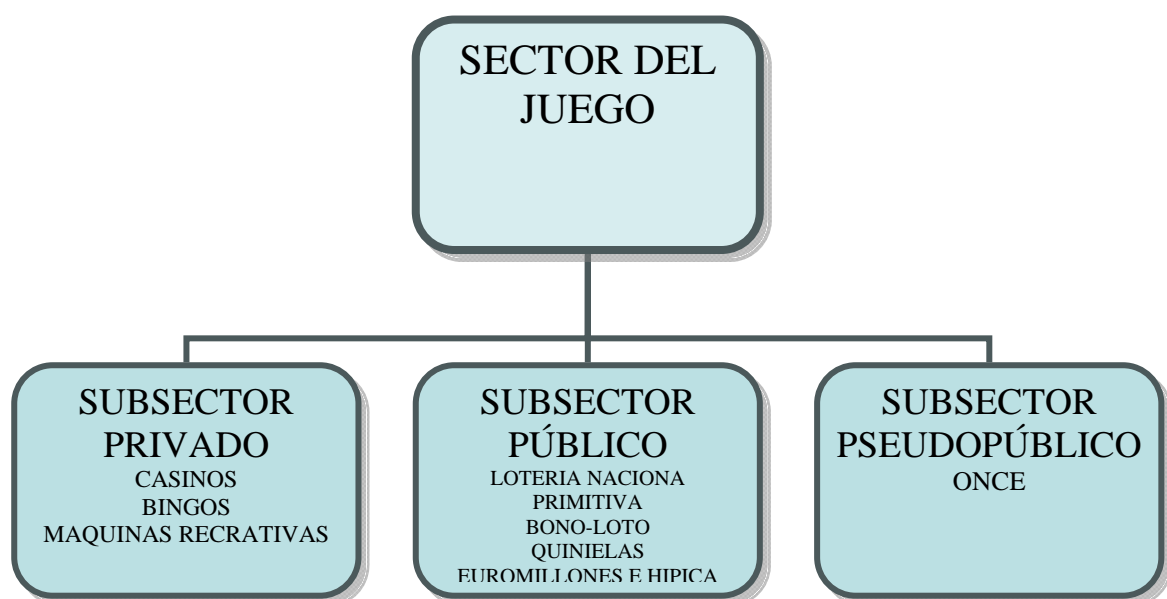 SECTOR DEL
JUEGO
SUBSECTOR
PRIVADO
CASINOS
BINGOS
MAQUINAS RECRATIVAS
SUBSECTOR
PÚBLICO
LOTERIA NACIONA
PRIMITIVA
BONO-LOTO
QUINIELAS
EUROMILLONES E HIPICA
SUBSECTOR
PSEUDOPÚBLICO
ONCE